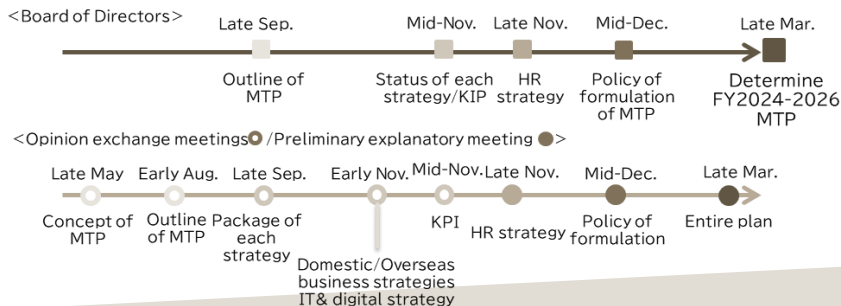 <Board of Directors>
Late Sep.
Mid-Nov.
Late Nov.
Mid-Dec.
Late Mar.
Outline of
MTP
Status of each
strategy/KIP
HR
strategy
Policy of
formulation
of MTP
Determine
FY2024-2026
MTP
<Opinion exchange meetings /Preliminary explanatory meeting >
Late May
Early Aug.
Late Sep.
Early Nov.
Mid-Nov.
Late Nov.
Mid-Dec.
Late Mar.
Concept of
MTP
Outline
of MTP
Package of
each
strategy
Domestic/Overseas
business strategies
IT& digital strategy
KPI
HR strategy
Policy of
formulation
Entire plan